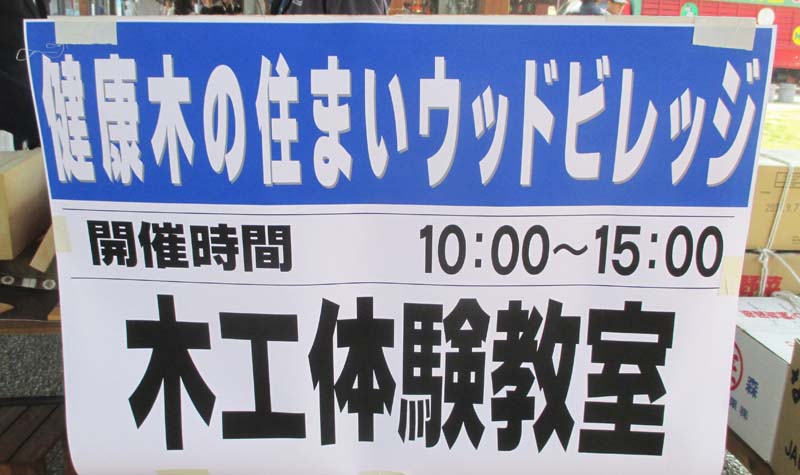 健康木の住まいウッドビレッジ
開催時間 10:00～15:00
木工体験教室
森